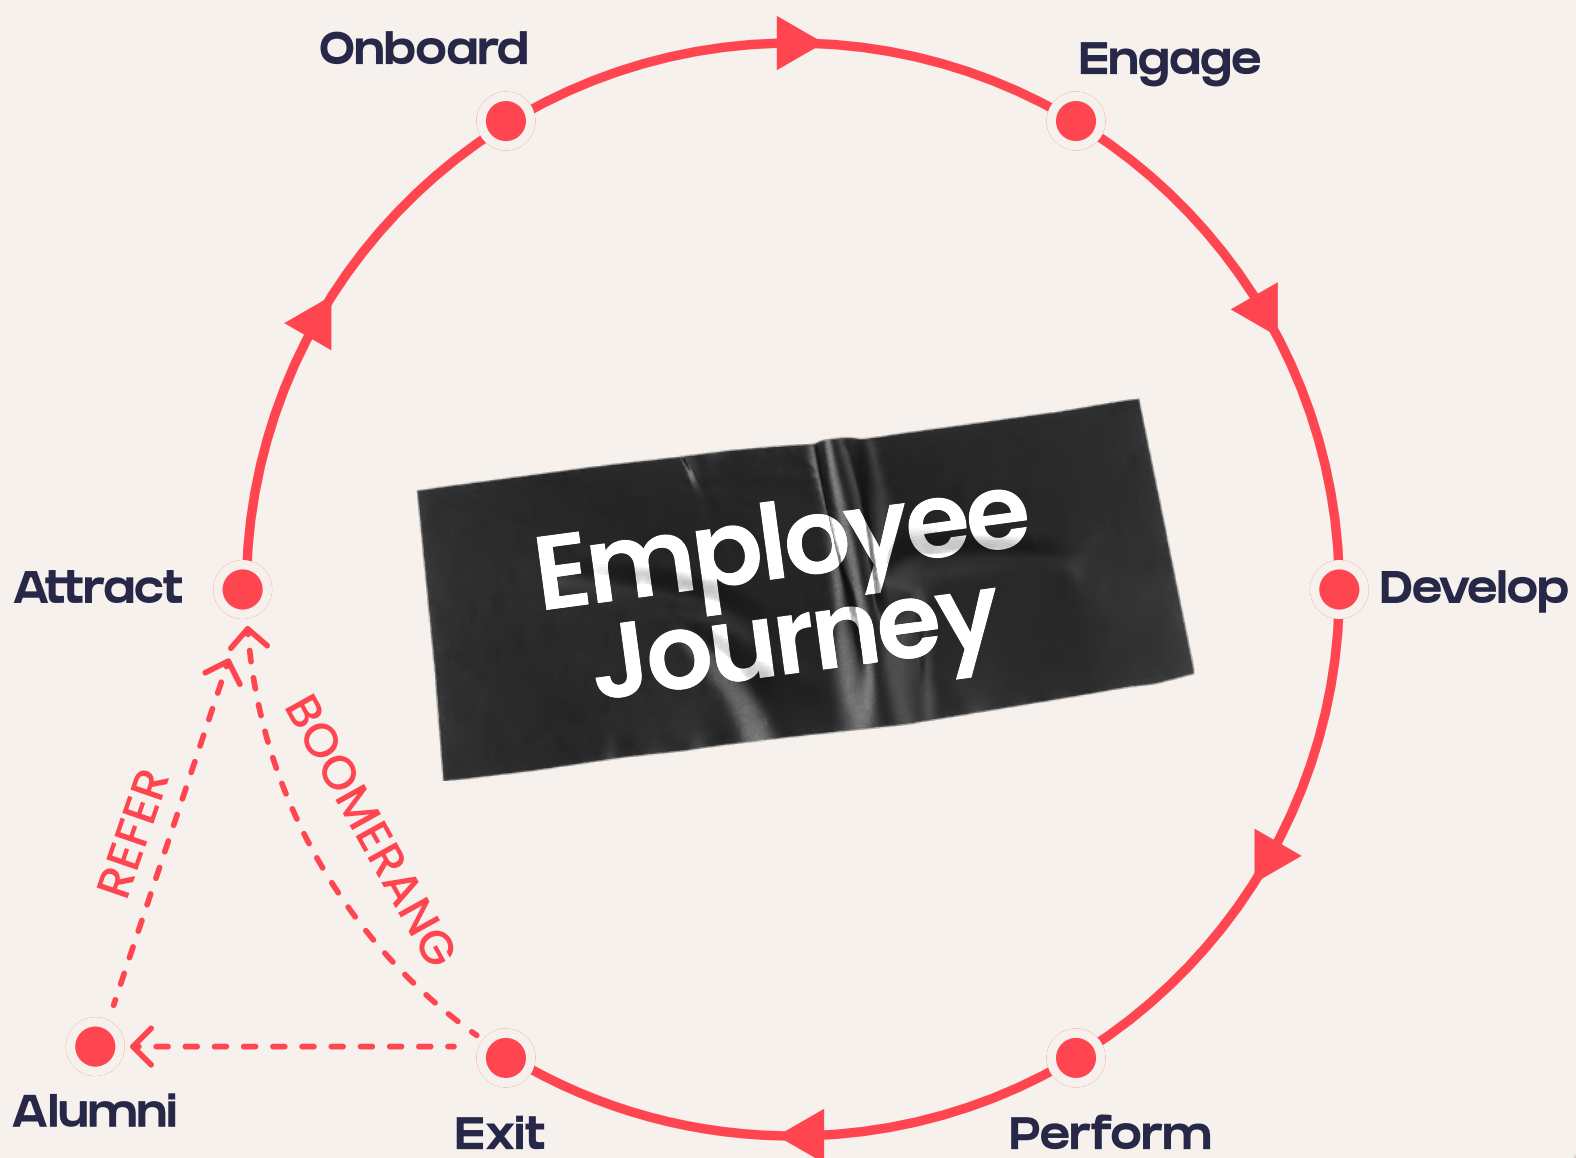 Onboard
Engage
Employee
Journey
Attract
Develop
BOOMERANG
REFER
Alumni
Exit
Perform